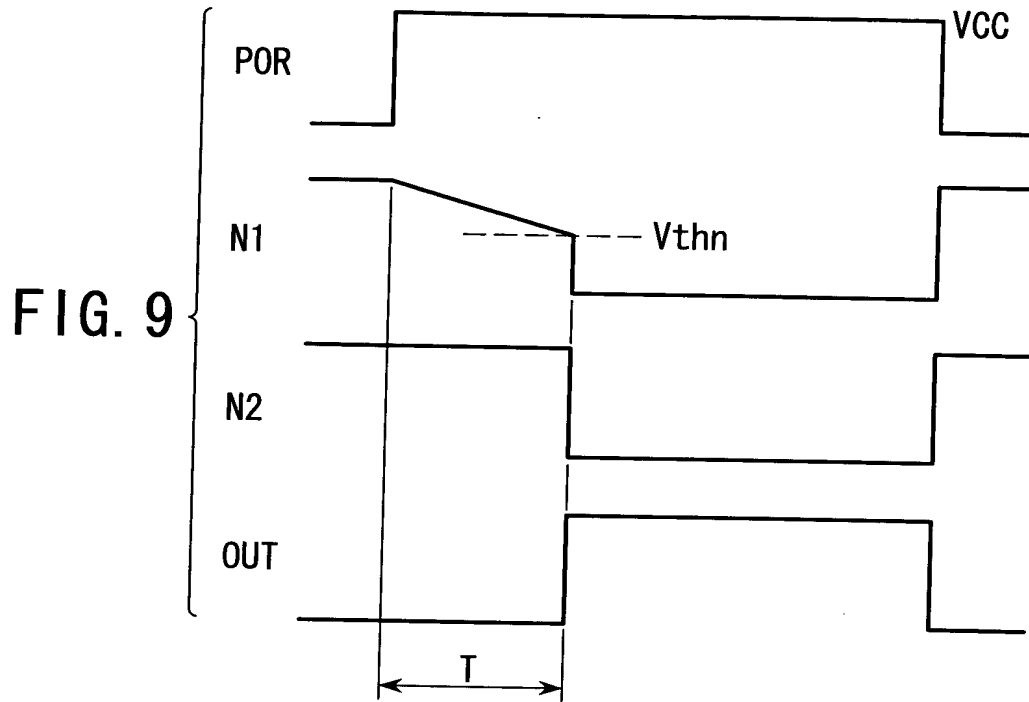 VCC
POR
N1
Vthn
FIG. 9
N2
OUT
T